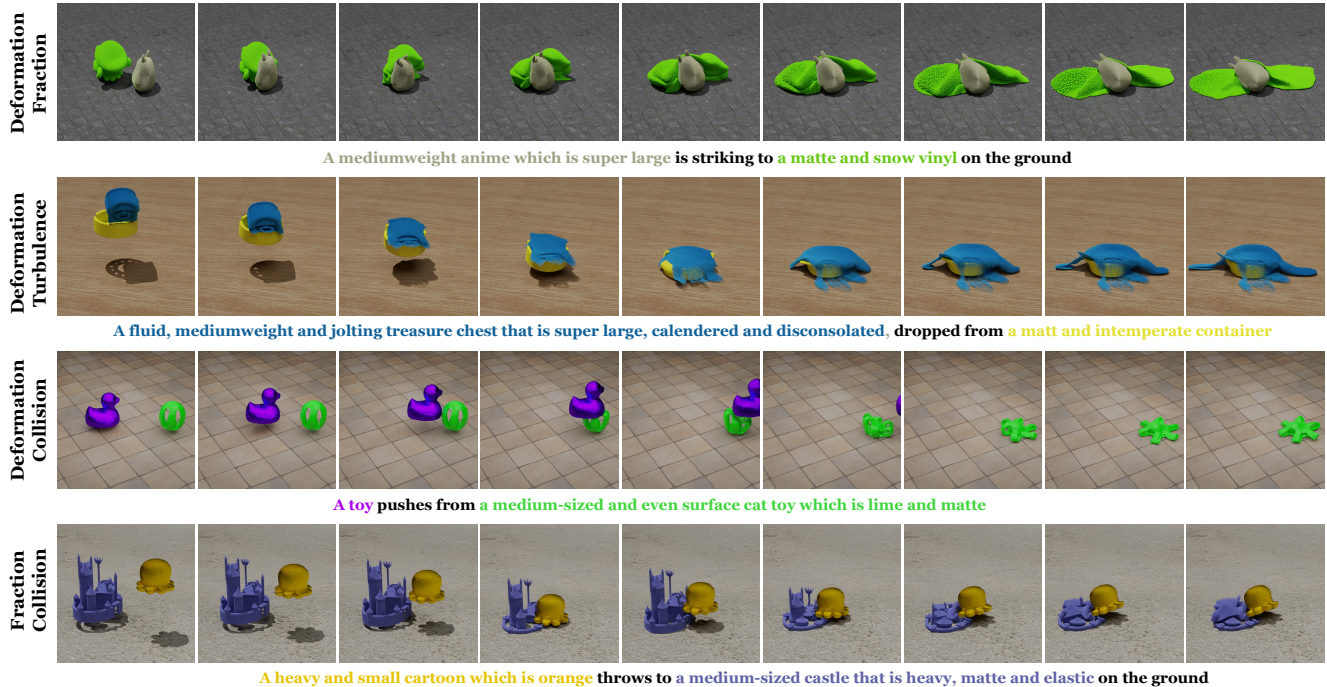 Deformation
Fraction
A mediumweight anime which is super large is striking to a matte and snow vinyl on the ground
Deformation
Turbulence
A fluid, mediumweight and jolting treasure chest that is super large, calendered and disconsolated, dropped from a matt and intemperate container
Deformation
Collision
A toy pushes from a medium-sized and even surface cat toy which is lime and matte
Fraction
Collision
A heavy and small cartoon which is orange throws to a medium-sized castle that is heavy, matte and elastic on the ground